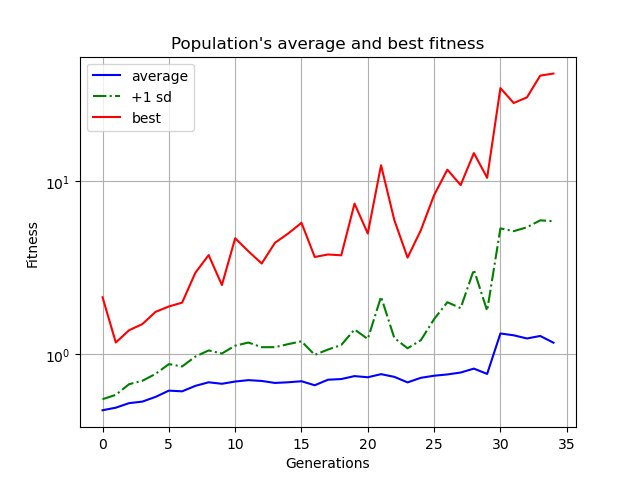 Population's average and best fitness
average
+1 sd
best
10¹
10⁰
Fitness
0 5 10 15 20 25 30 35
Generations